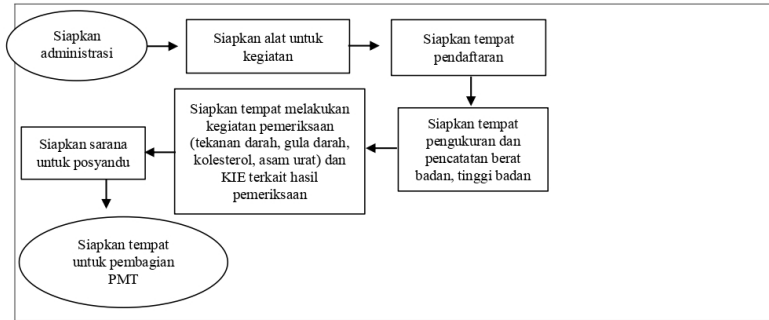 Siapkan
administrasi
Siapkan alat untuk
kegiatan
Siapkan tempat
pendaftaran
Siapkan tempat
pengukuran dan
pencatatan berat
badan, tinggi badan
Siapkan tempat melakukan
kegiatan pemeriksaan
(tekanan darah, gula darah,
kolesterol, asam urat) dan
KIE terkait hasil
pemeriksaan
Siapkan sarana
untuk posyandu
Siapkan tempat
untuk pembagian
PMT